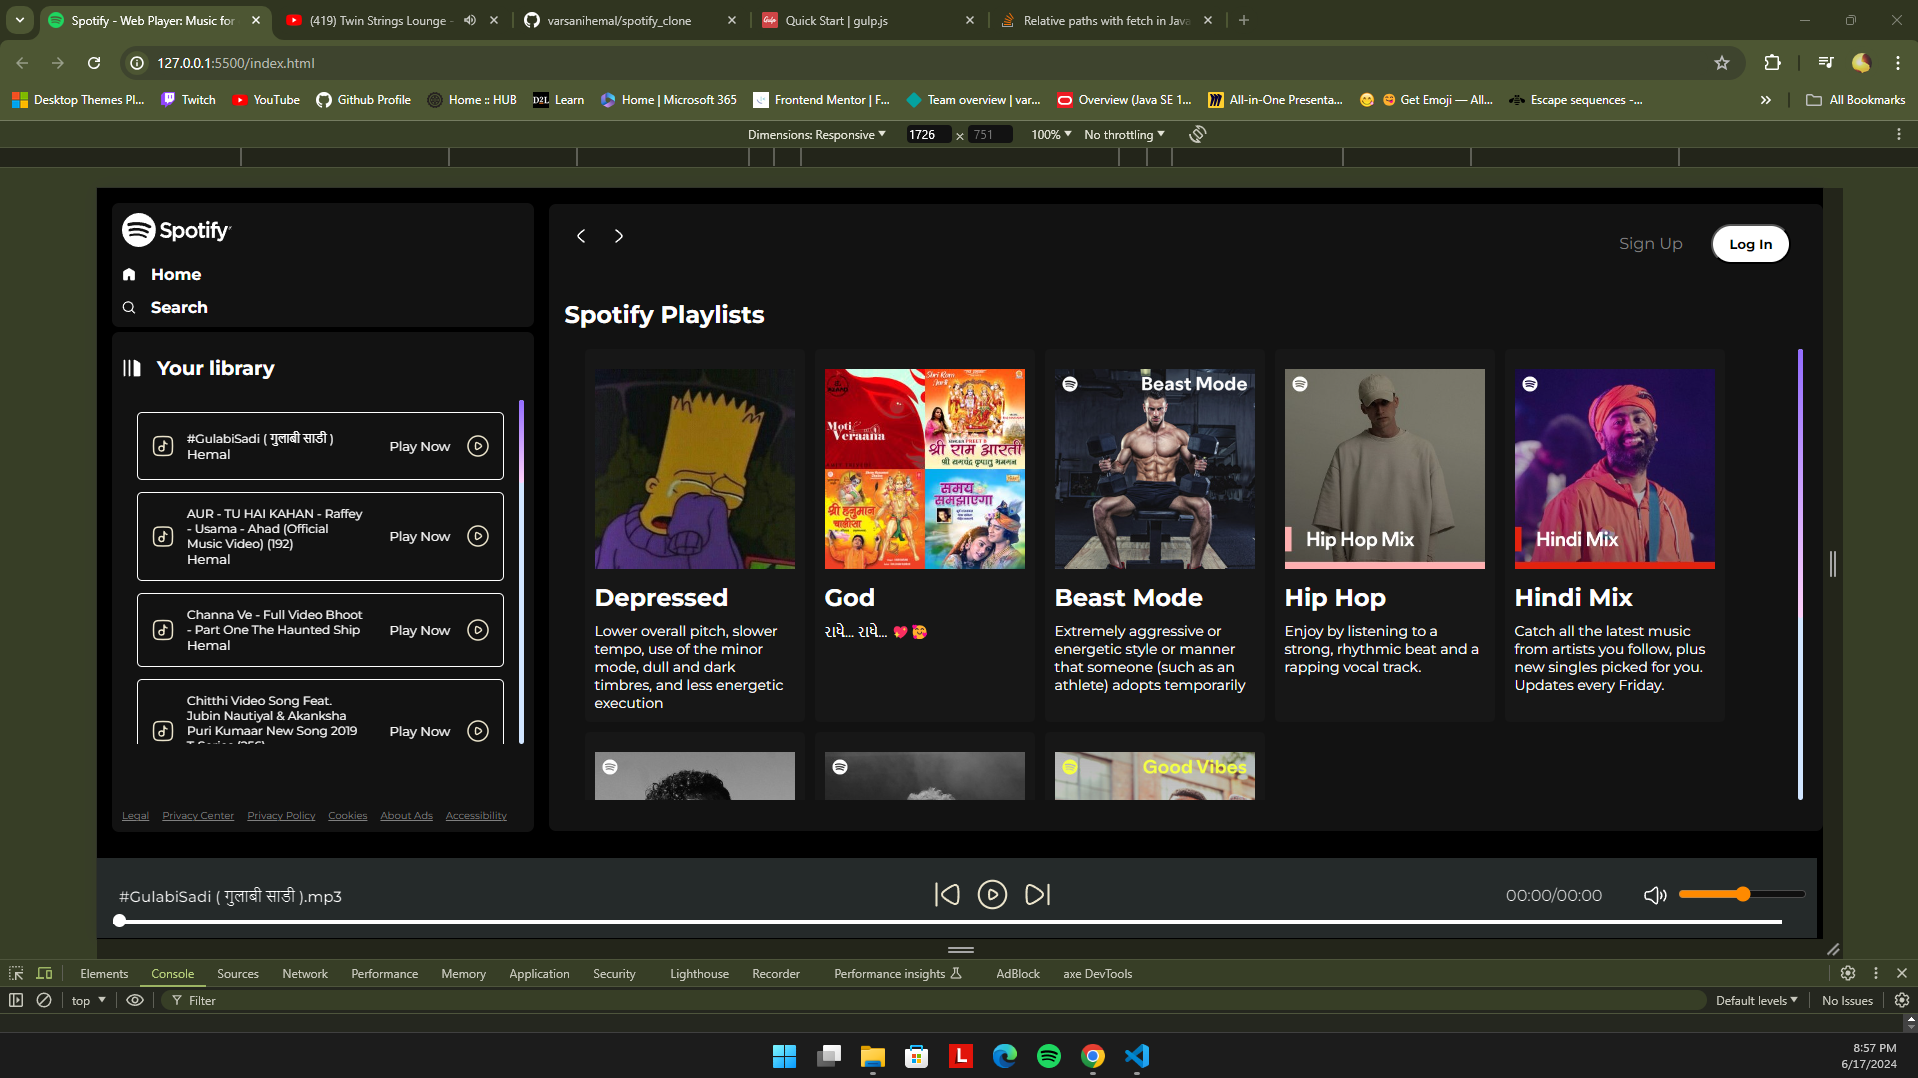 Spotify - Web Player: Music for
(419) Twin Strings Lounge -
varsanihemal/spotify_clone
Quick Start | gulp.js
Relative paths with fetch in Java
127.0.0.1:5500/index.html
Desktop Themes Pl...
Twitch
YouTube
Github Profile
Home :: HUB
D2L
Learn
Home | Microsoft 365
Frontend Mentor | F...
Team overview | var...
Overview (Java SE 1...
All-in-One Presenta...
😋 Get Emoji — All...
Escape sequences -...
All Bookmarks
Dimensions: Responsive
1726 × 751
100%
No throttling
Spotify
Home
Search
Your library
#GulabiSadi ( गुलाबी साडी )
Hemal
Play Now
AUR - TU HAI KAHAN - Raffey
- Usama - Ahad (Official
Music Video) (192)
Hemal
Play Now
Channa Ve - Full Video Bhoot
- Part One The Haunted Ship
Hemal
Play Now
Chitthi Video Song Feat.
Jubin Nautiyal & Akanksha
Puri Kumaar New Song 2019
Play Now
Legal
Privacy Center
Privacy Policy
Cookies
About Ads
Accessibility
Sign Up
Log In
Spotify Playlists
Moti
Veraana
Shri Ram
Aarti
श्री राम आरती
श्री हनुमान
चालीसा
समय
समझाएगा
Beast Mode
Hip Hop Mix
Hindi Mix
Depressed
Lower overall pitch, slower
tempo, use of the minor
mode, dull and dark
timbres, and less energetic
execution
God
રાધે... રાધે... 💖🥰
Beast Mode
Extremely aggressive or
energetic style or manner
that someone (such as an
athlete) adopts temporarily
Hip Hop
Enjoy by listening to a
strong, rhythmic beat and a
rapping vocal track.
Hindi Mix
Catch all the latest music
from artists you follow, plus
new singles picked for you.
Updates every Friday.
Good Vibes
#GulabiSadi ( गुलाबी साडी ).mp3
00:00/00:00
Elements
Console
Sources
Network
Performance
Memory
Application
Security
Lighthouse
Recorder
Performance insights
AdBlock
axe DevTools
top
Filter
Default levels
No Issues
L
8:57 PM
6/17/2024